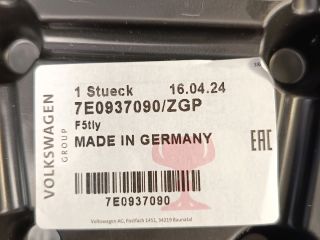 VOLKSWAGEN
GROUP
1 Stueck 16.04.24
7E0937090/ZGP
F5tly
MADE IN GERMANY
EAC
7E0937090
Volkswagen AG, Postfach 1451, 34219 Baunatal